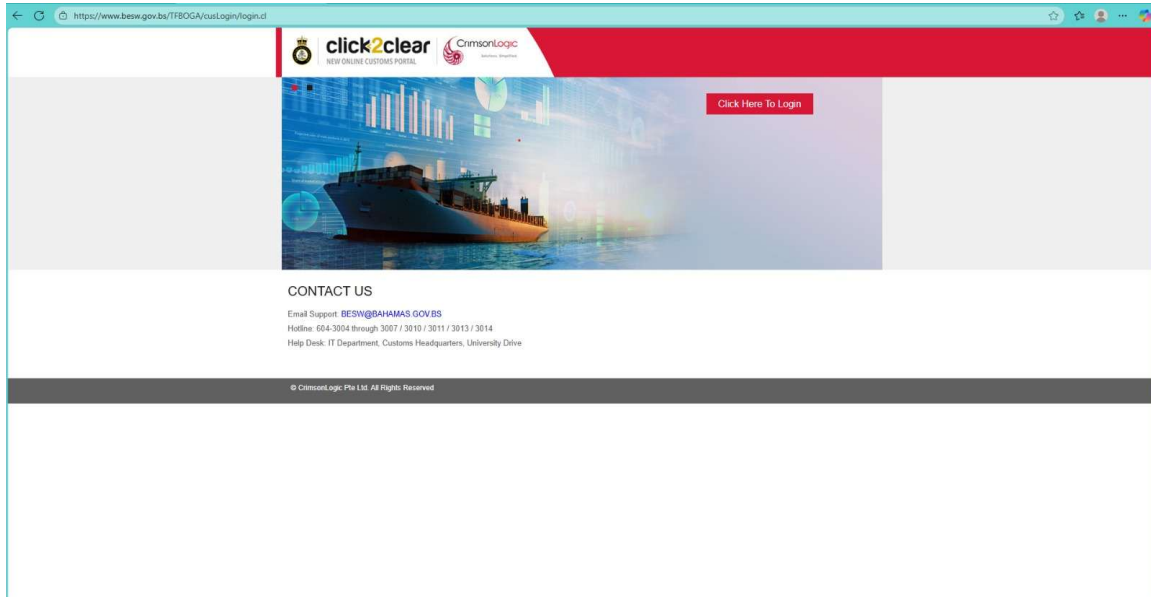 https://www.besw.gov.bs/TFBOGA/cusLogin/login.cl
click2clear
NEW ONLINE CUSTOMS PORTAL
CrimsonLogic
Click Here To Login
CONTACT US
Email Support: BESW@BAHAMAS.GOV.BS
Hotline: 604-3004 through 3007 / 3010 / 3011 / 3013 / 3014
Help Desk: IT Department, Customs Headquarters, University Drive
© CrimsonLogic Pte Ltd. All Rights Reserved